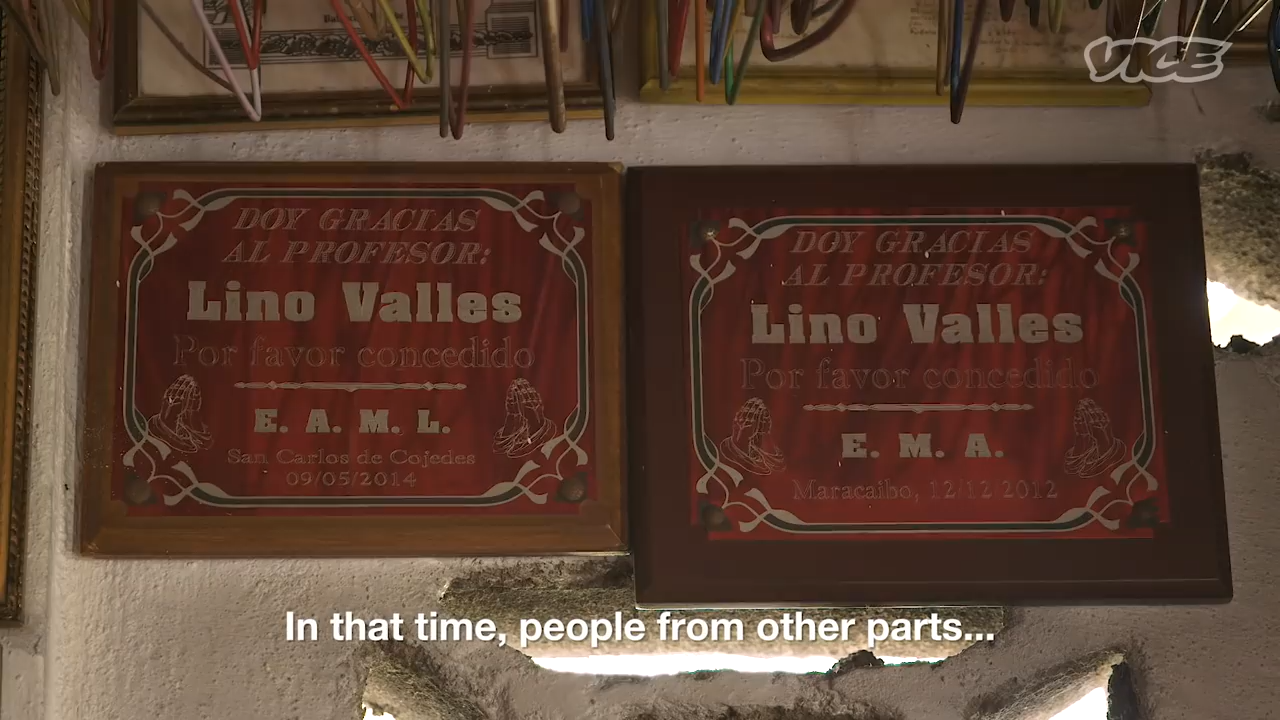 VICE
DOY GRACIAS
AL PROFESOR:
Lino Valles
Por favor concedido
E. A. M. L.
San Carlos de Cojedes
09/05/2014
DOY GRACIAS
AL PROFESOR:
Lino Valles
Por favor concedido
E. M. A.
Maracaibo, 12/12/2012
In that time, people from other parts...